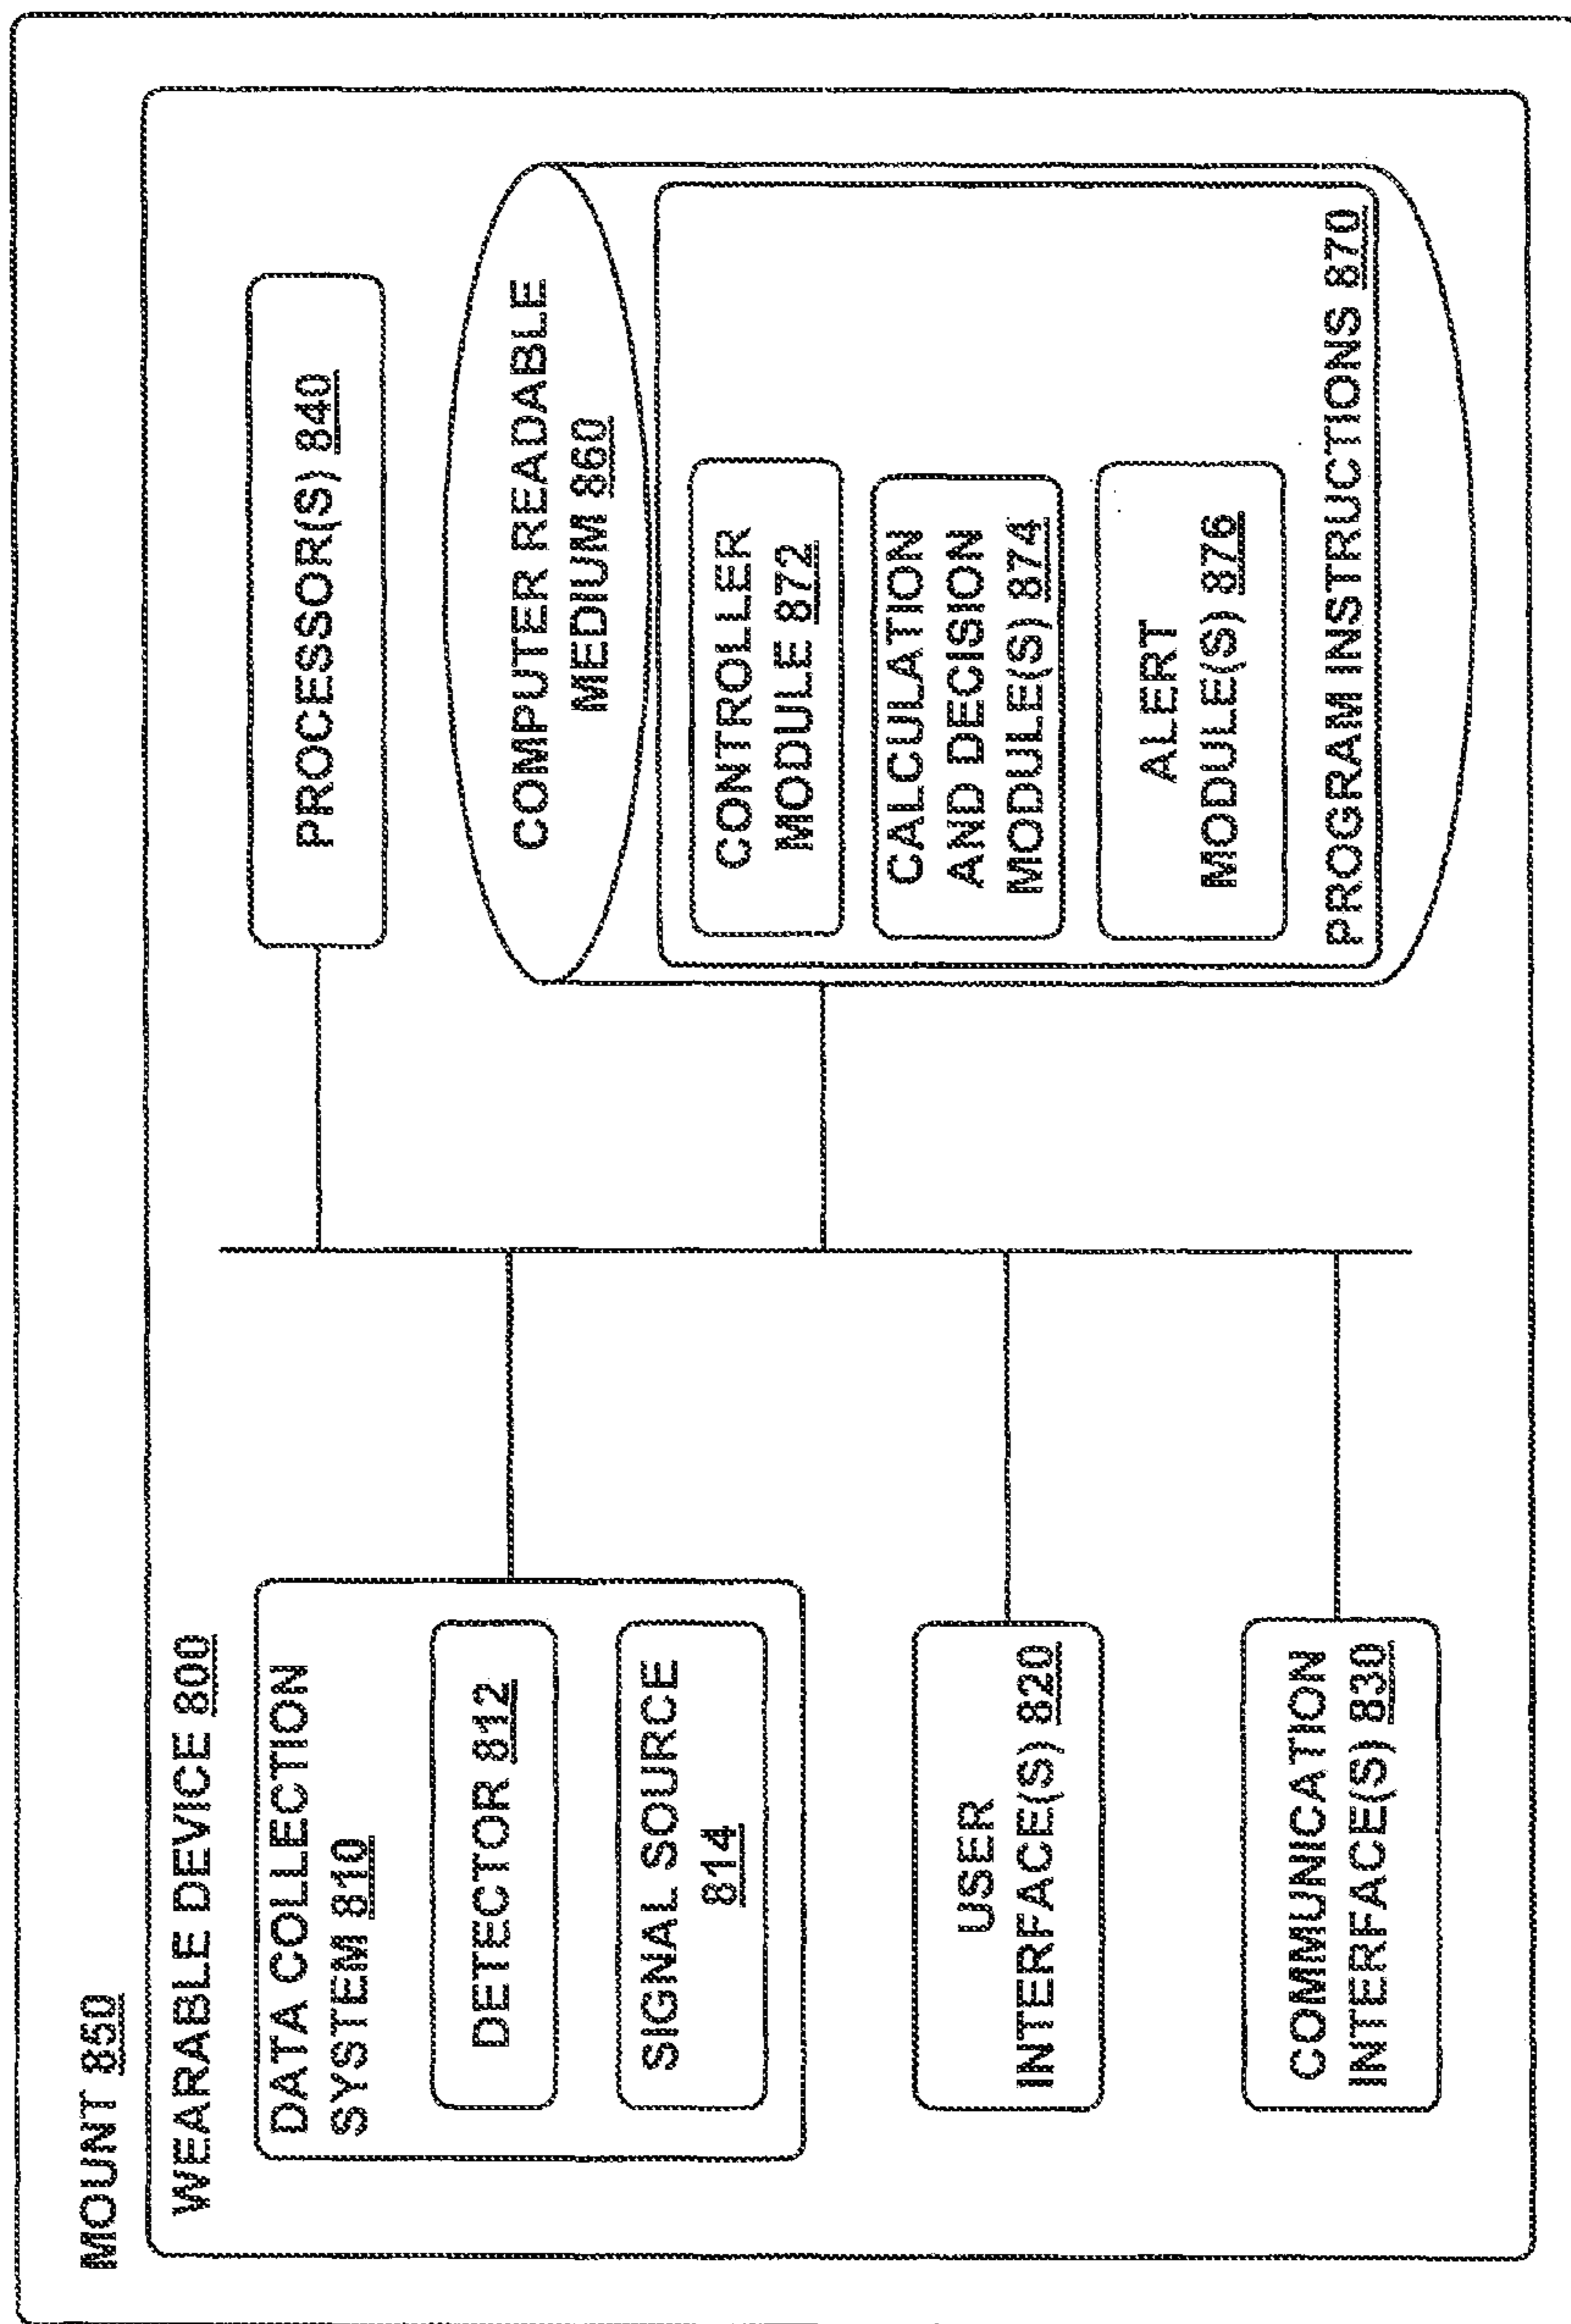 MOUNT 850
WEARABLE DEVICE 800
DATA COLLECTION
SYSTEM 810
DETECTOR 812
SIGNAL SOURCE
814
USER
INTERFACE(S) 820
COMMUNICATION
INTERFACE(S) 830
PROCESSOR(S) 840
COMPUTER READABLE
MEDIUM 860
CONTROLLER
MODULE 872
CALCULATION
AND DECISION
MODULE(S) 874
ALERT
MODULE(S) 876
PROGRAM INSTRUCTIONS 870